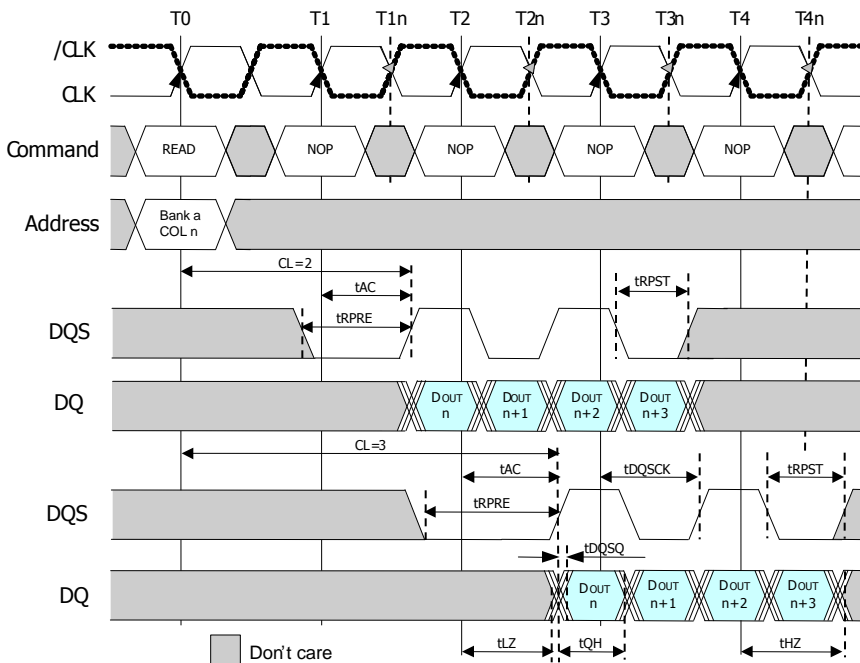 T0 T1 T1n T2 T2n T3 T3n T4 T4n
/CLK
CLK
Command READ NOP NOP NOP NOP
Address Bank a
COL n
CL=2
tAC tRPST
tRPRE
DQS
DQ DOUT n DOUT n+1 DOUT n+2 DOUT n+3
CL=3
tAC tDQSCK tRPST
tRPRE
DQS
tDQSQ
DQ DOUT n DOUT n+1 DOUT n+2 DOUT n+3
tLZ tQH tHZ
Don't care